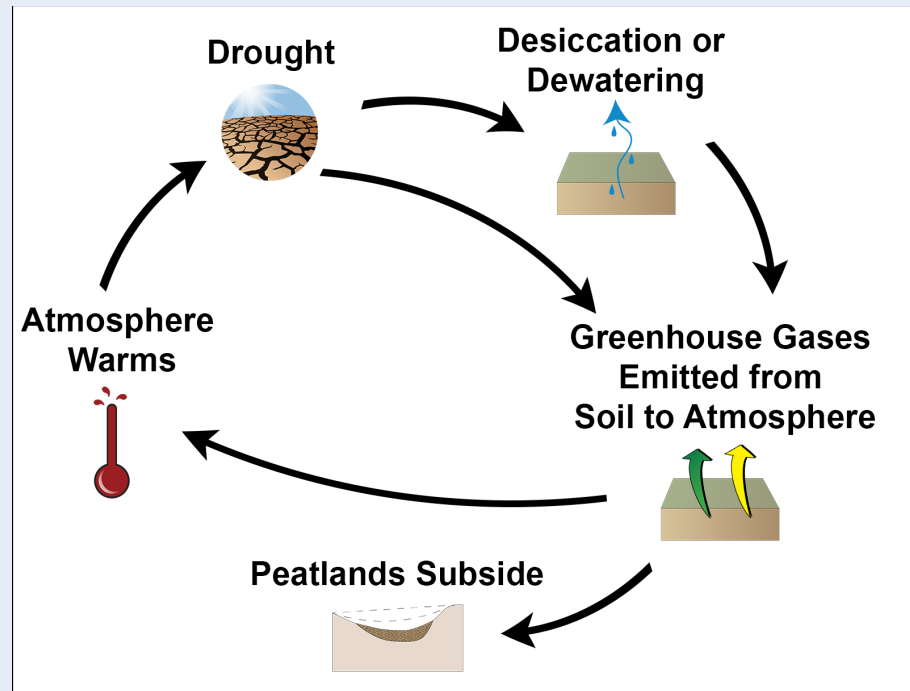 Drought
Desiccation or
Dewatering
Atmosphere
Warms
Greenhouse Gases
Emitted from
Soil to Atmosphere
Peatlands Subside